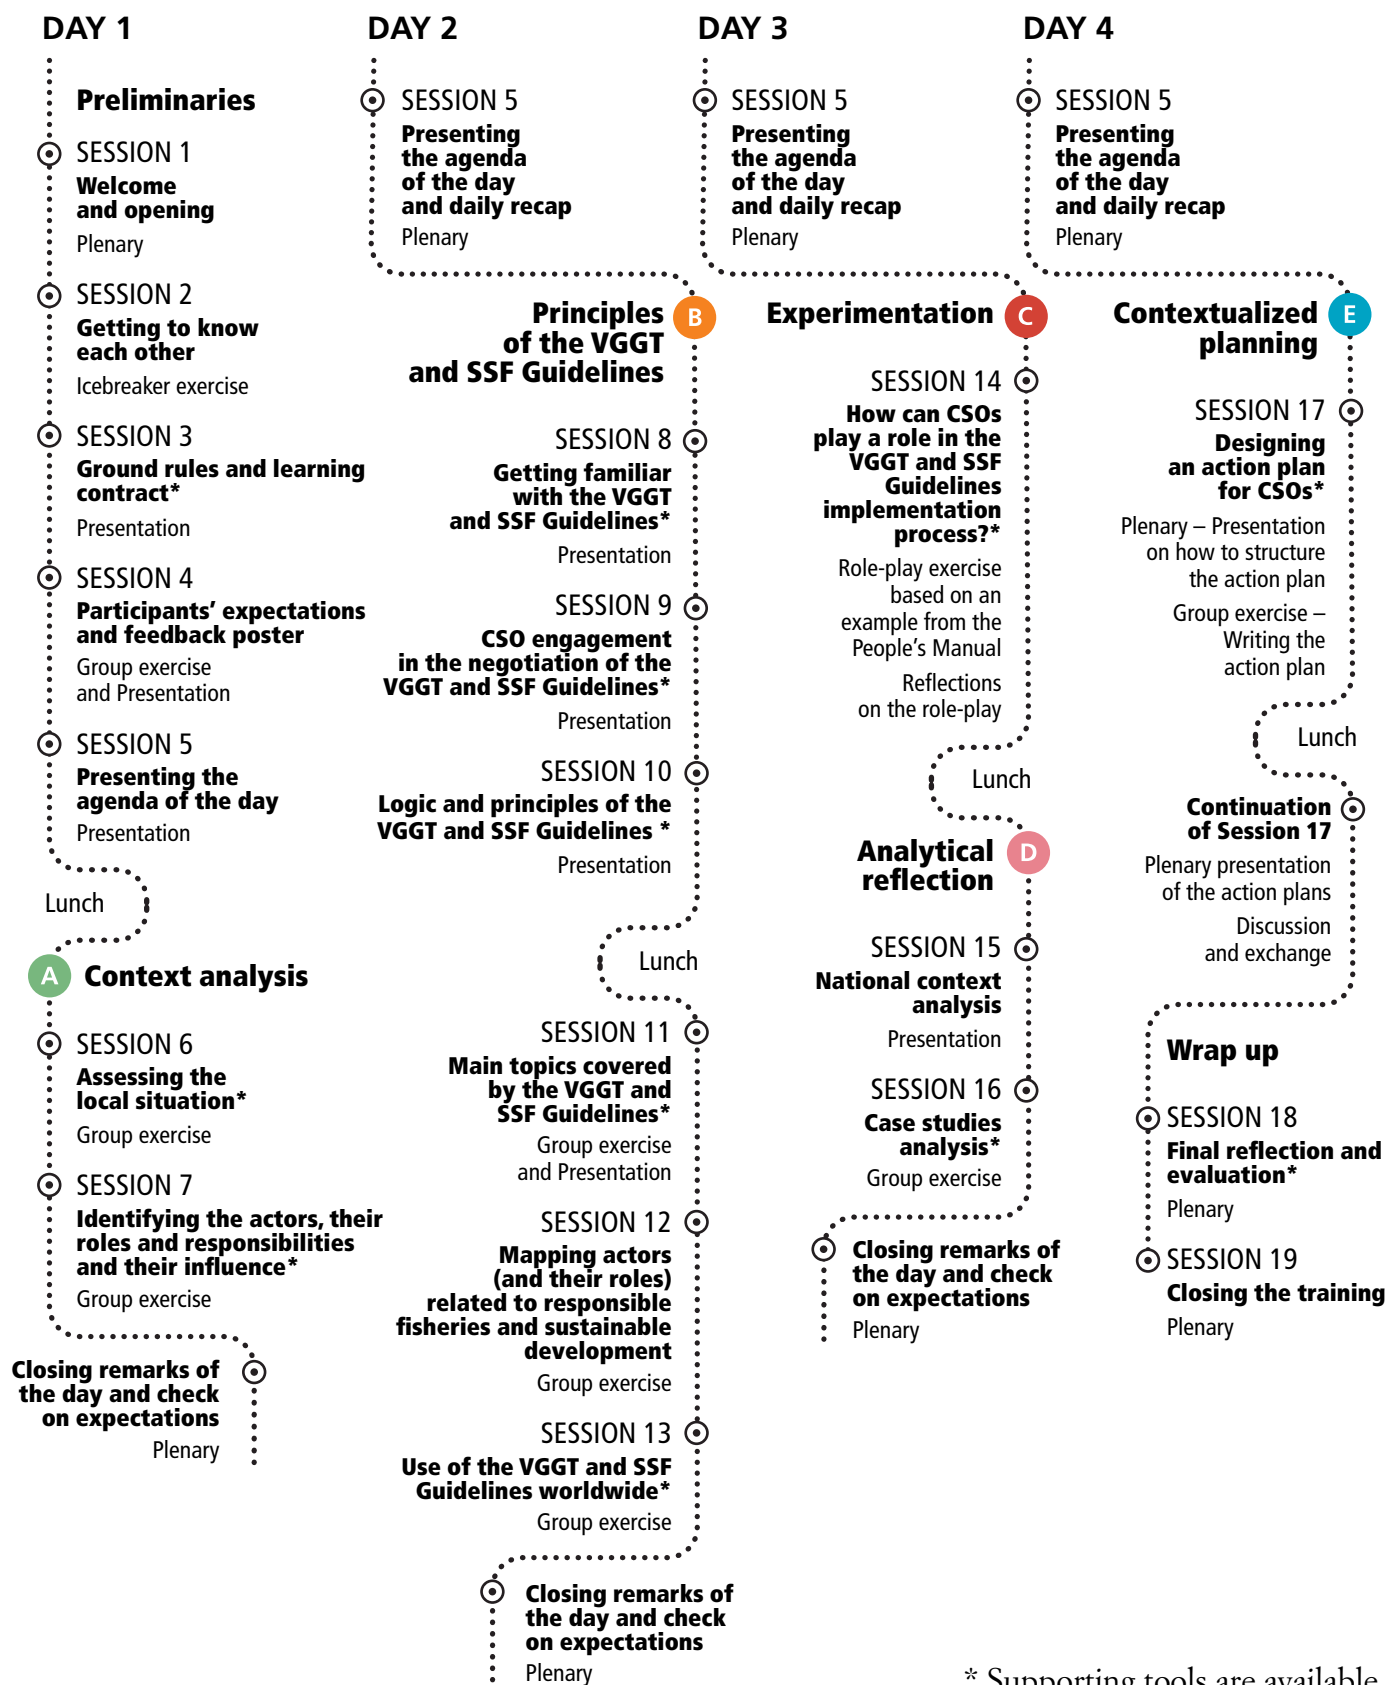 DAY 1
Preliminaries
SESSION 1
Welcome
and opening
Plenary
SESSION 2
Getting to know
each other
Icebreaker exercise
SESSION 3
Ground rules and learning
contract*
Presentation
SESSION 4
Participants’ expectations
and feedback poster
Group exercise
and Presentation
SESSION 5
Presenting the
agenda of the day
Presentation
Lunch
A
Context analysis
SESSION 6
Assessing the
local situation*
Group exercise
SESSION 7
Identifying the actors, their
roles and responsibilities
and their influence*
Group exercise
Closing remarks of
the day and check
on expectations
Plenary
DAY 2
SESSION 5
Presenting
the agenda
of the day
and daily recap
Plenary
B
Principles
of the VGGT
and SSF Guidelines
SESSION 8
Getting familiar
with the VGGT
and SSF Guidelines*
Presentation
SESSION 9
CSO engagement
in the negotiation of the
VGGT and SSF Guidelines*
Presentation
SESSION 10
Logic and principles of the
VGGT and SSF Guidelines *
Presentation
Lunch
SESSION 11
Main topics covered
by the VGGT and
SSF Guidelines*
Group exercise
and Presentation
SESSION 12
Mapping actors
(and their roles)
related to responsible
fisheries and sustainable
development
Group exercise
SESSION 13
Use of the VGGT and SSF
Guidelines worldwide*
Group exercise
Closing remarks of
the day and check
on expectations
Plenary
DAY 3
SESSION 5
Presenting
the agenda
of the day
and daily recap
Plenary
Experimentation
C
SESSION 14
How can CSOs
play a role in the
VGGT and SSF
Guidelines
implementation
process?*
Role-play exercise
based on an
example from the
People’s Manual
Reflections
on the role-play
Lunch
Analytical
reflection
D
SESSION 15
National context
analysis
Presentation
SESSION 16
Case studies
analysis*
Group exercise
Closing remarks of
the day and check
on expectations
Plenary
DAY 4
SESSION 5
Presenting
the agenda
of the day
and daily recap
Plenary
Contextualized
planning
E
SESSION 17
Designing
an action plan
for CSOs*
Plenary – Presentation
on how to structure
the action plan
Group exercise –
Writing the
action plan
Lunch
Continuation
of Session 17
Plenary presentation
of the action plans
Discussion
and exchange
Wrap up
SESSION 18
Final reflection and
evaluation*
Plenary
SESSION 19
Closing the training
Plenary
* Supporting tools are available